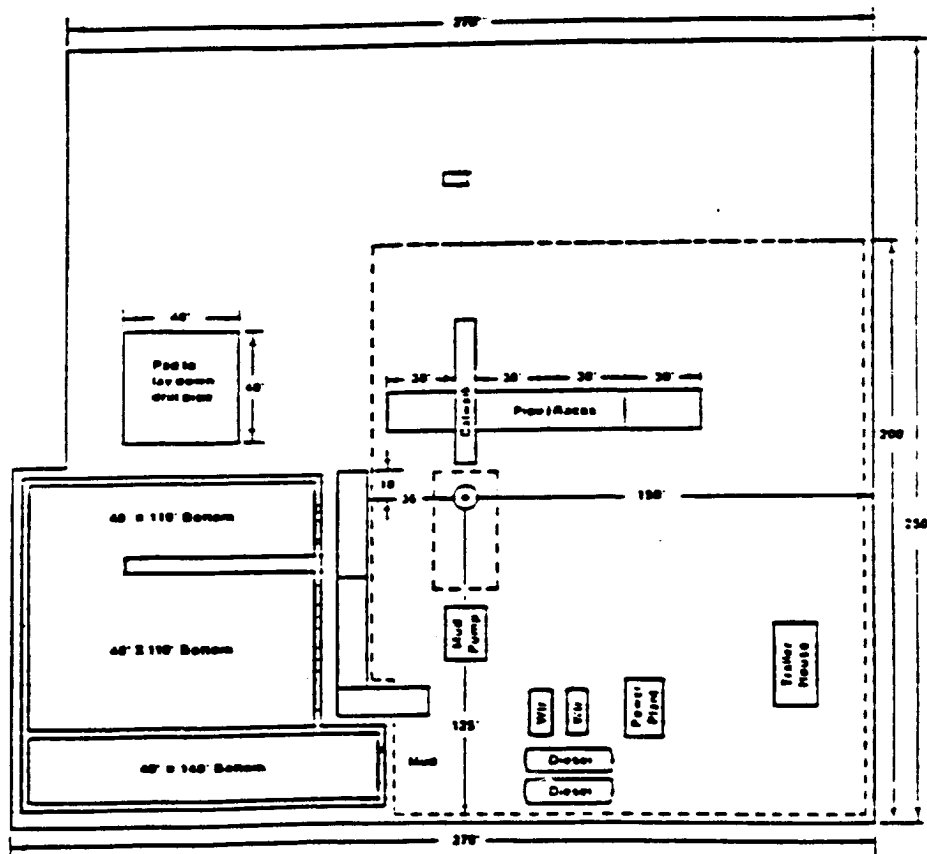 270'
40'
Pad to
lay down
drill pipe
40'
30'
30'
30'
30'
Catwalk
Pipe Racks
200'
250'
10
36
150'
40' x 110' Bottom
40' X 110' Bottom
Mud
Pump
Trailer
House
Wtr
Wtr
Power
Plant
125'
Mud
Diesel
Diesel
40' x 140' Bottom
270'